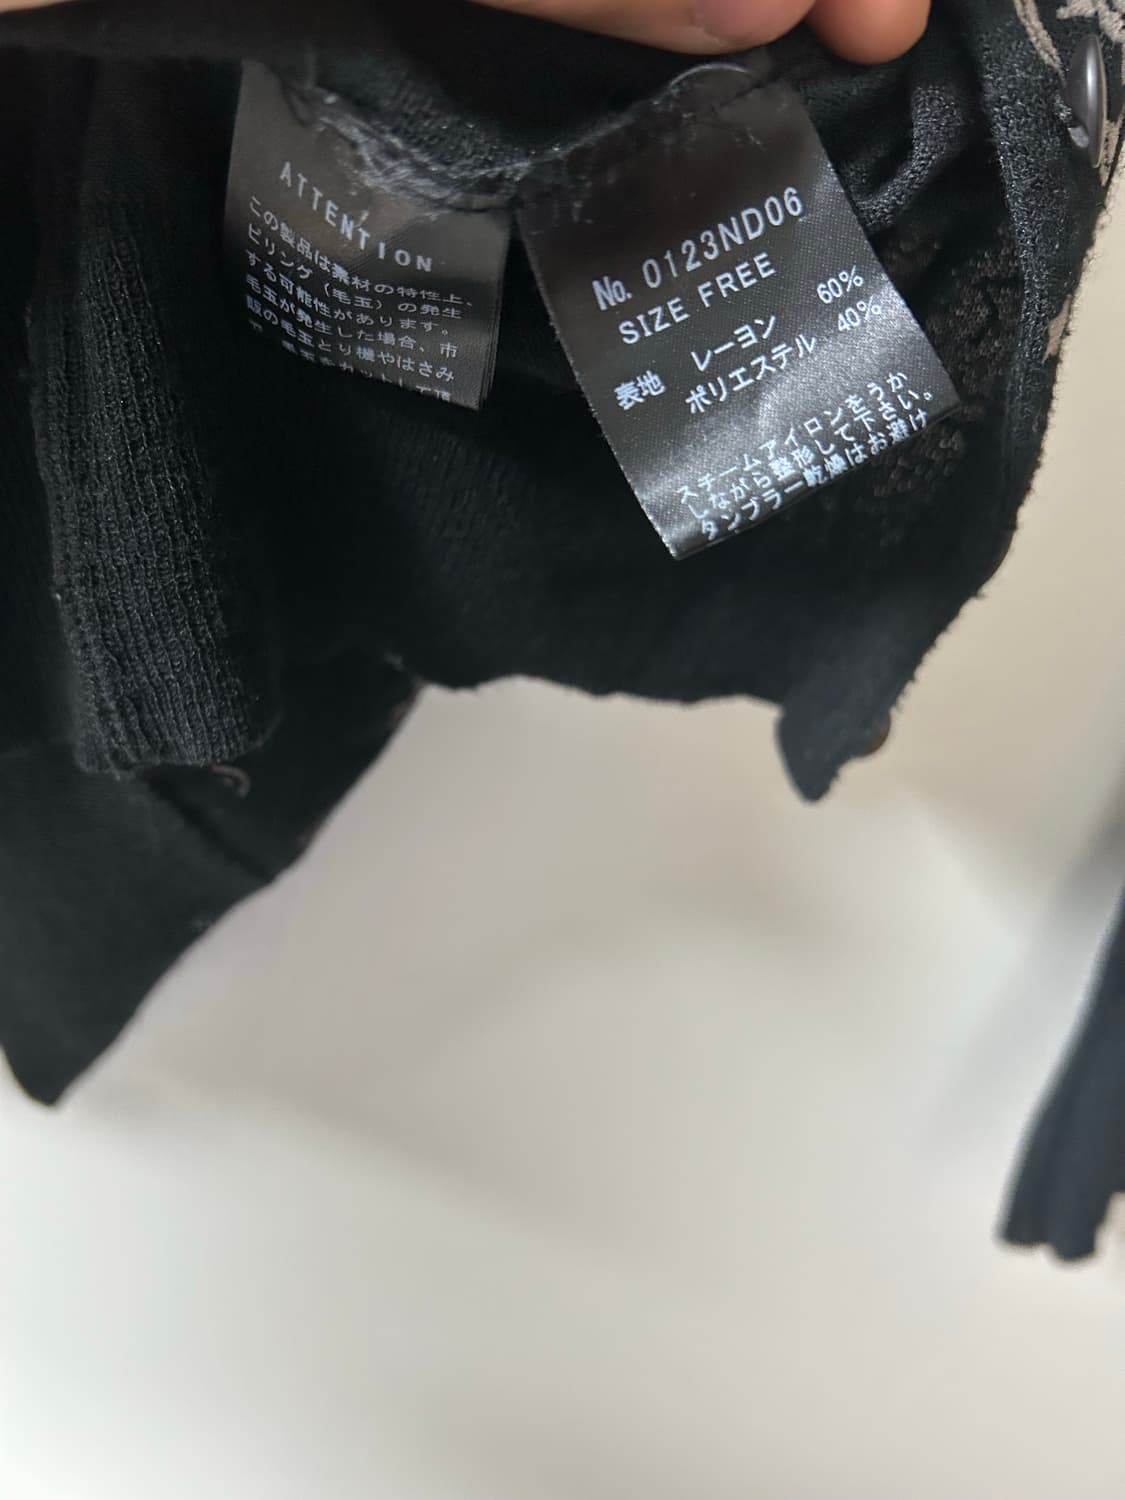 ATTENTION
この製品は素材の特性上、
ピリング（毛玉）の発生
する可能性があります。
毛玉が発生した場合、市
販の毛玉とり機やはさみ
No. 0123ND06
SIZE FREE
表地 レーヨン 60%
ポリエステル 40%
スチームアイロンをうか
しながら整形して下さい。
タンブラー乾燥はお避け